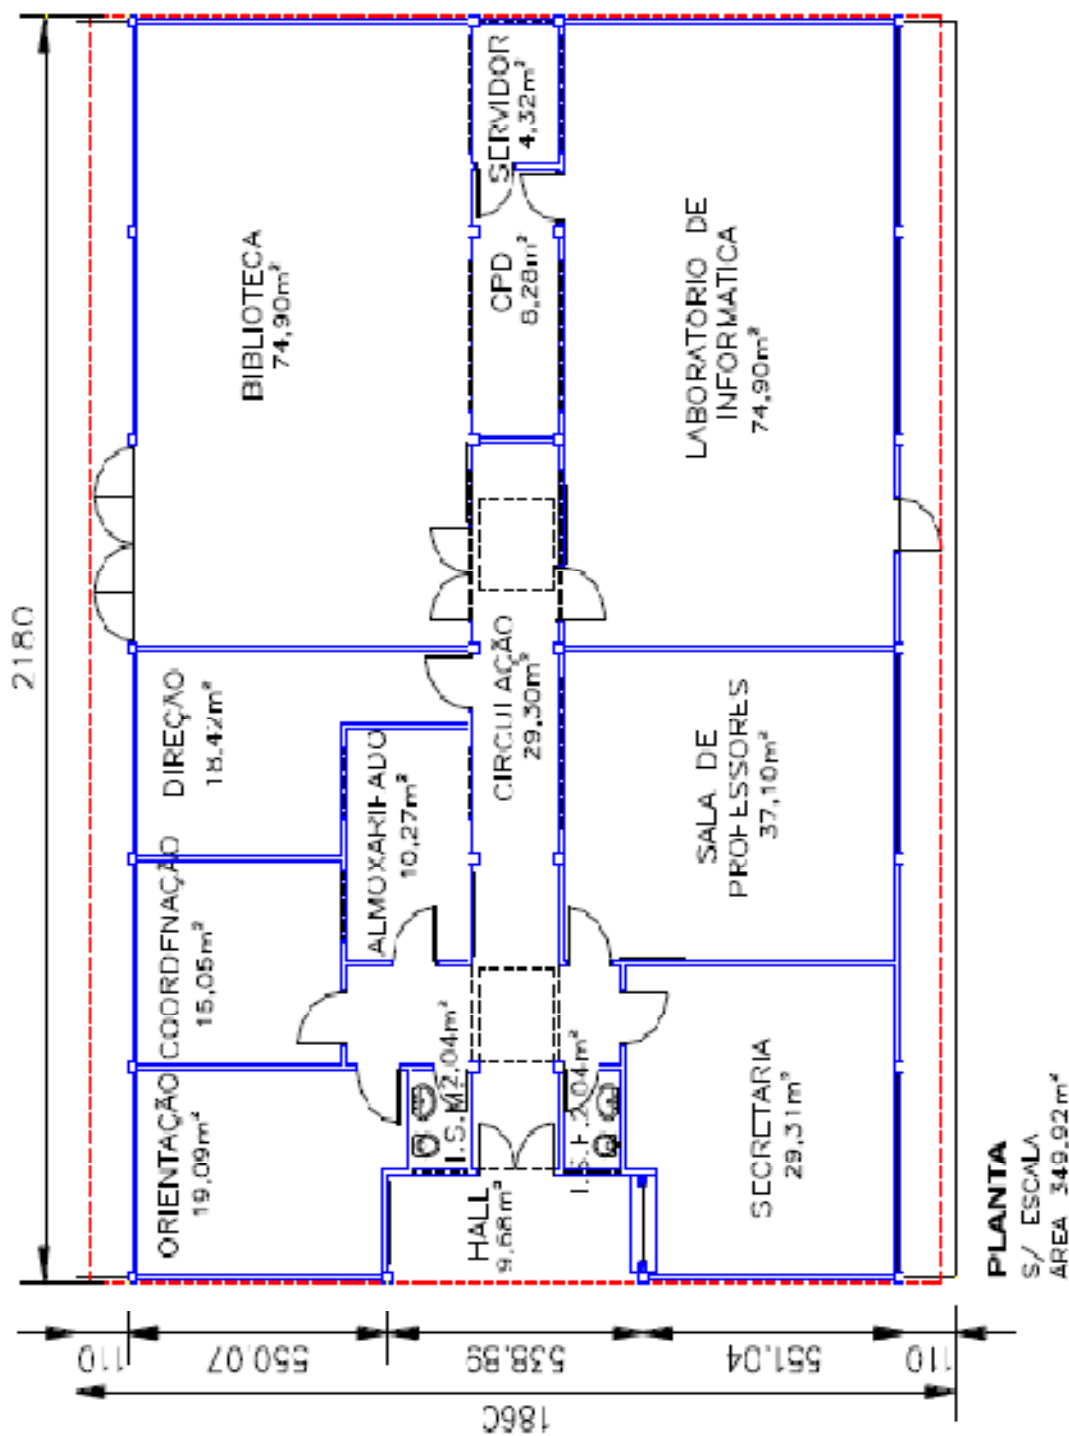 2180
BIBLIOTECA
74,90m²
SERVIDOR
4,32m²
CPD
8,28m²
LABORATORIO DE
INFORMATICA
74,90m²
DIREÇÃO
18,42m²
ALMOXARIFADO
10,27m²
CIRCULAÇÃO
29,30m²
SALA DE
PROFESSORES
37,10m²
COORDENAÇÃO
15,05m²
ORIENTAÇÃO
19,09m²
I.S.M.2,04m²
I.S.F.2,04m²
HALL
9,68m²
SECRETARIA
29,31m²
PLANTA
S/ ESCALA
ÁREA 349,92m²
110
550.07
538.89
551.04
110
1860